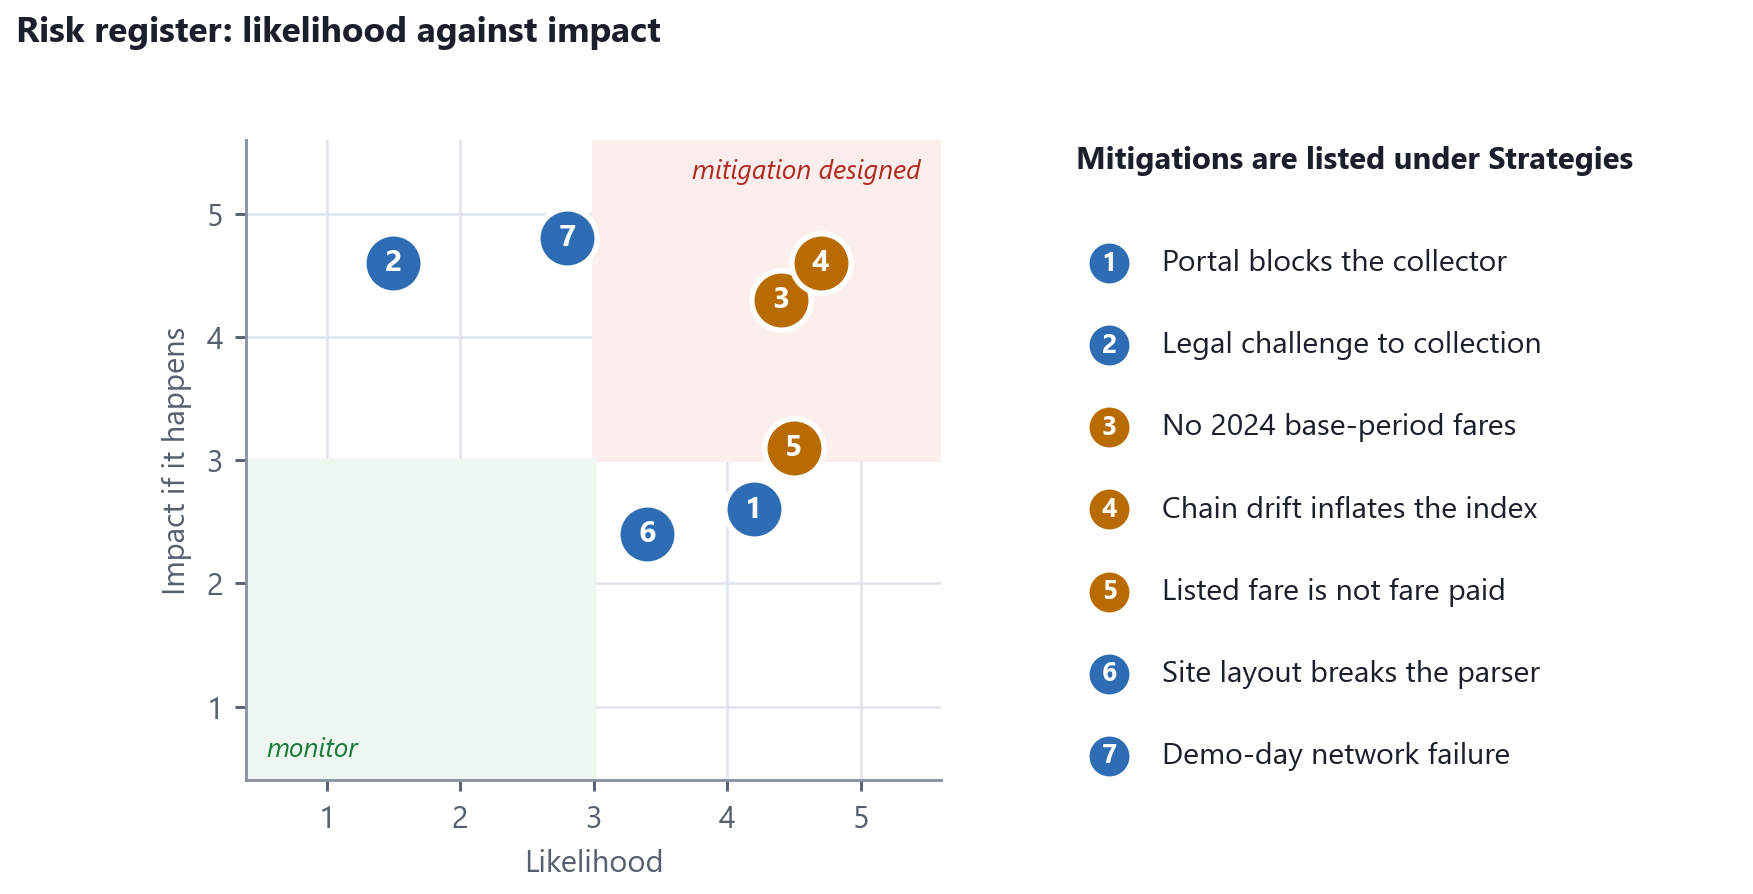 Risk register: likelihood against impact
mitigation designed
monitor
Impact if it happens
5
4
3
2
1
1
2
3
4
5
Likelihood
2
7
4
3
5
1
6
Mitigations are listed under Strategies
1 Portal blocks the collector
2 Legal challenge to collection
3 No 2024 base-period fares
4 Chain drift inflates the index
5 Listed fare is not fare paid
6 Site layout breaks the parser
7 Demo-day network failure